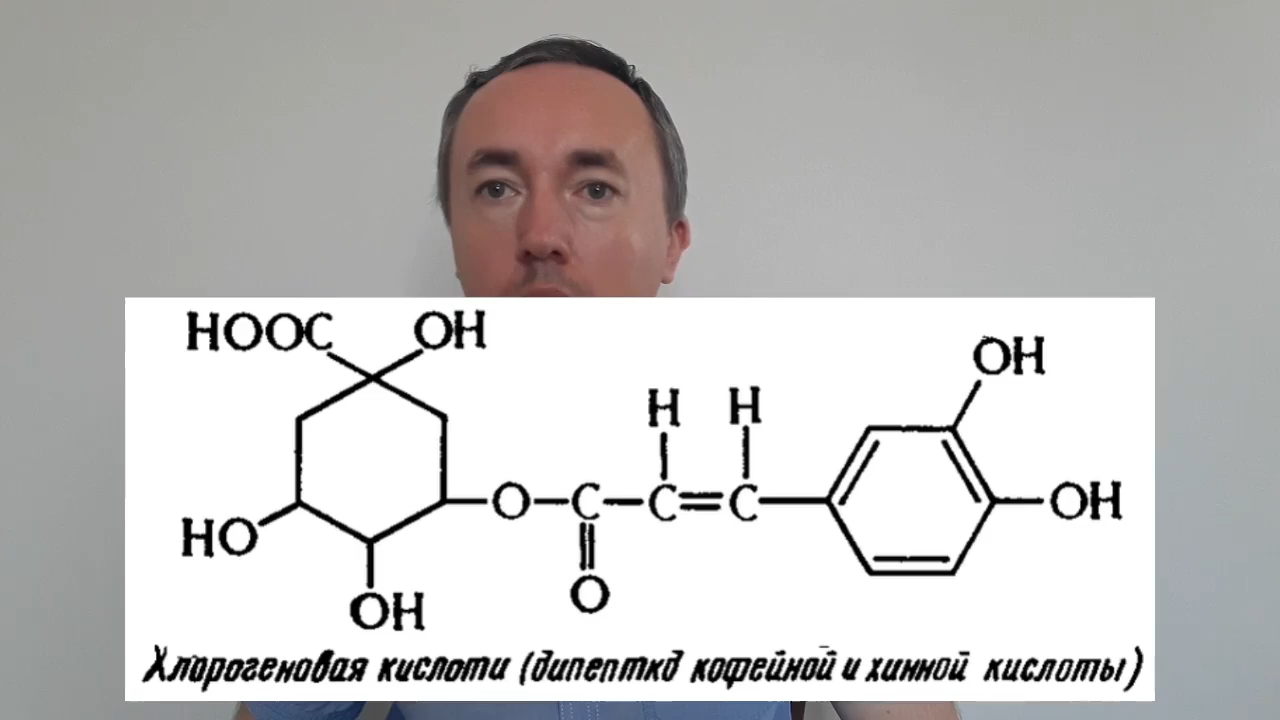 HOOC OH
OH
H H
O C C C OH
HO
O
OH
Хлорогеновая кислоти (дипепткд кофейной и хинной кислоты)